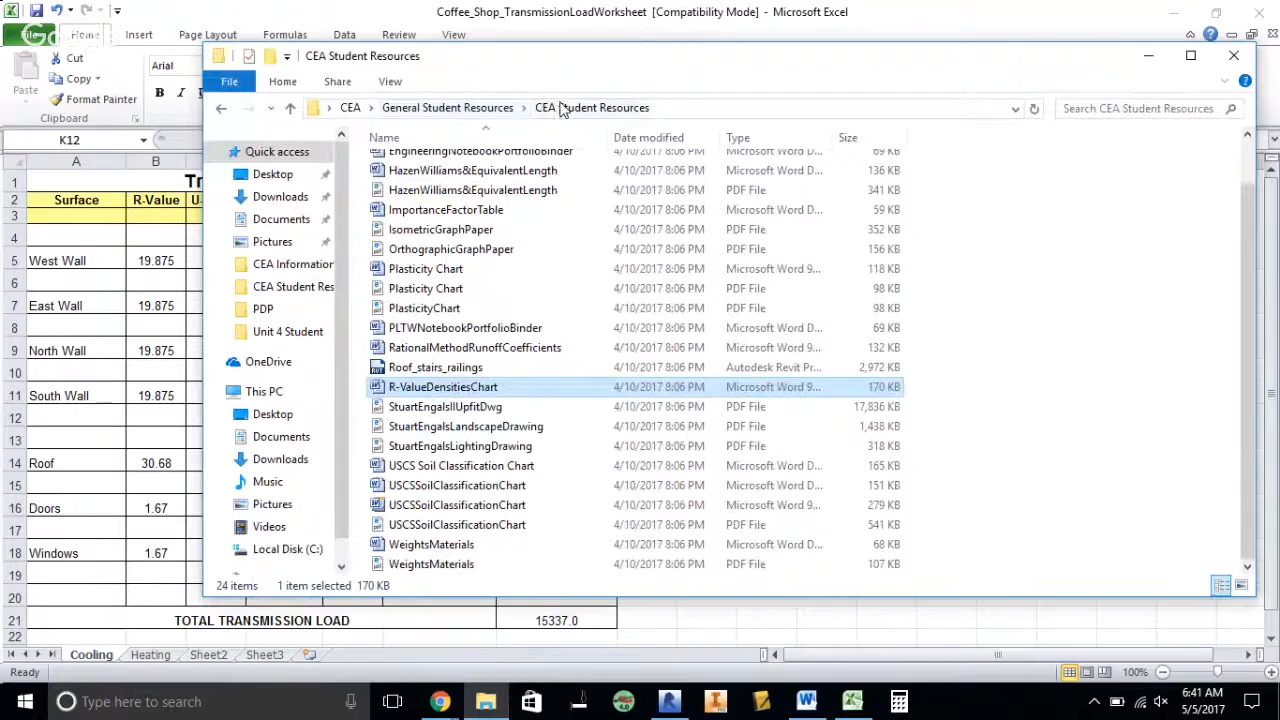 Coffee_Shop_TransmissionLoadWorksheet [Compatibility Mode] – Microsoft Excel
Home Insert Page Layout Formulas Data Review View
Cut
Copy
Format Painter
Paste
Clipboard
Arial
B I
K12
A B
Surface R-Value
1
2
3
4
5 West Wall 19.875
6
7 East Wall 19.875
8
9 North Wall 19.875
10
11 South Wall 19.875
12
13
14 Roof 30.68
15
16 Doors 1.67
17
18 Windows 1.67
19
20
21 TOTAL TRANSMISSION LOAD 15337.0
22
Cooling Heating Sheet2 Sheet3
Ready 100%
CEA Student Resources
File Home Share View
CEA General Student Resources CEA Student Resources
Search CEA Student Resources
Name Date modified Type Size
Quick access
Desktop
Downloads
Documents
Pictures
CEA Information
CEA Student Res
PDP
Unit 4 Student
OneDrive
This PC
Desktop
Documents
Downloads
Music
Pictures
Videos
Local Disk (C:)
EngineeringNotebookPortfolioBinder 4/10/2017 8:06 PM Microsoft Word D... 69 KB
HazenWilliams&EquivalentLength 4/10/2017 8:06 PM Microsoft Word 9... 136 KB
HazenWilliams&EquivalentLength 4/10/2017 8:06 PM PDF File 341 KB
ImportanceFactorTable 4/10/2017 8:06 PM Microsoft Word D... 59 KB
IsometricGraphPaper 4/10/2017 8:06 PM PDF File 352 KB
OrthographicGraphPaper 4/10/2017 8:06 PM PDF File 156 KB
Plasticity Chart 4/10/2017 8:06 PM Microsoft Word 9... 118 KB
Plasticity Chart 4/10/2017 8:06 PM PDF File 98 KB
PlasticityChart 4/10/2017 8:06 PM PDF File 98 KB
PLTWNotebookPortfolioBinder 4/10/2017 8:06 PM Microsoft Word D... 69 KB
RationalMethodRunoffCoefficients 4/10/2017 8:06 PM Microsoft Word 9... 132 KB
Roof_stairs_railings 4/10/2017 8:06 PM Autodesk Revit Pr... 2,972 KB
R-ValueDensitiesChart 4/10/2017 8:06 PM Microsoft Word 9... 170 KB
StuartEngalsIIUpfitDwg 4/10/2017 8:06 PM PDF File 17,836 KB
StuartEngalsLandscapeDrawing 4/10/2017 8:06 PM PDF File 1,438 KB
StuartEngalsLightingDrawing 4/10/2017 8:06 PM PDF File 318 KB
USCS Soil Classification Chart 4/10/2017 8:06 PM Microsoft Word D... 165 KB
USCSSoilClassificationChart 4/10/2017 8:06 PM Microsoft Word D... 151 KB
USCSSoilClassificationChart 4/10/2017 8:06 PM Microsoft Word 9... 279 KB
USCSSoilClassificationChart 4/10/2017 8:06 PM PDF File 541 KB
WeightsMaterials 4/10/2017 8:06 PM Microsoft Word D... 68 KB
WeightsMaterials 4/10/2017 8:06 PM PDF File 107 KB
24 items 1 item selected 170 KB
Type here to search
6:41 AM
5/5/2017